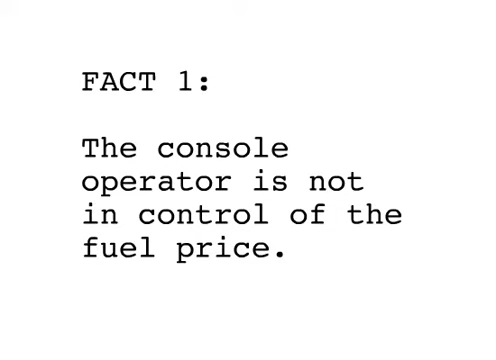 FACT 1:
The console
operator is not
in control of the
fuel price.